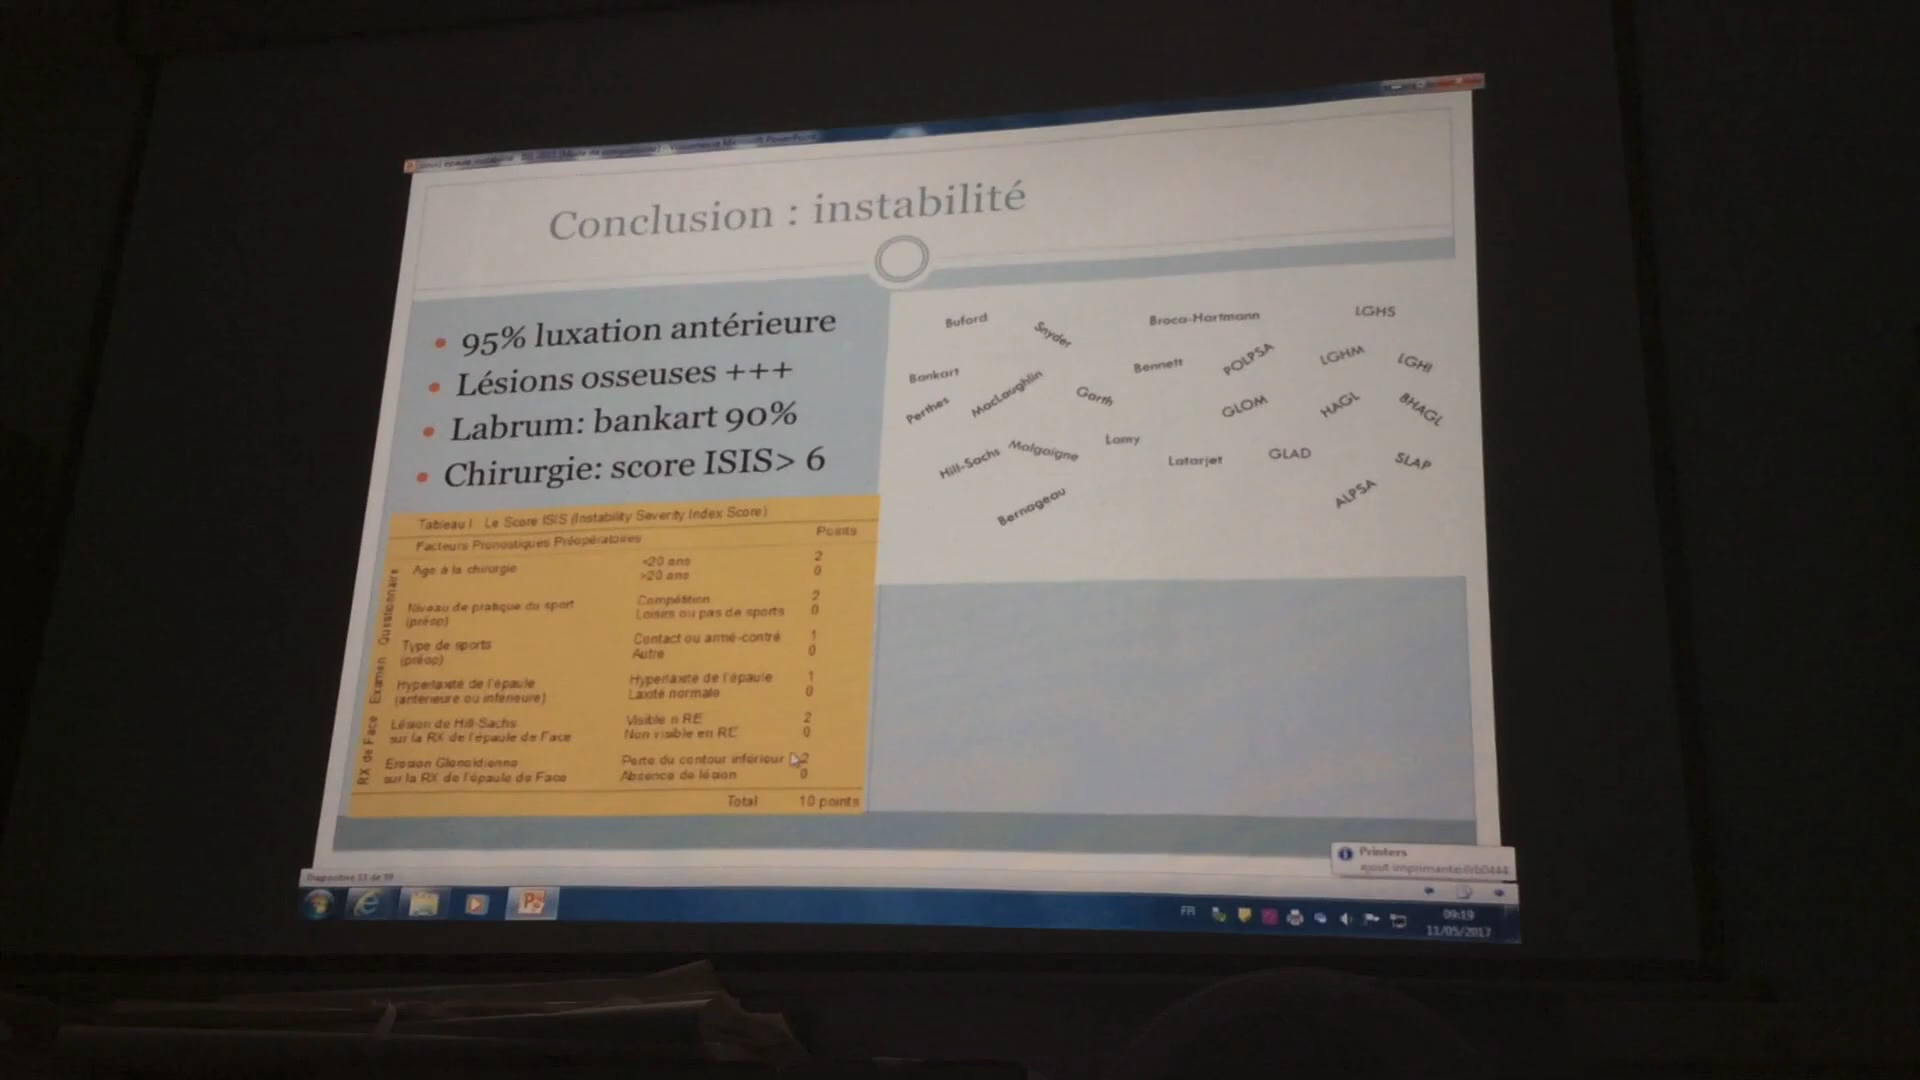 Conclusion : instabilité
• 95% luxation antérieure
• Lésions osseuses +++
• Labrum: bankart 90%
• Chirurgie: score ISIS> 6
Tableau I Le Score ISIS (Instability Severity Index Score)
Facteurs Pronostiques Préopératoires Points
Questionnaire
Age à la chirurgie <20 ans 2
>20 ans 0
Niveau de pratique du sport Compétition 2
(préop) Loisirs ou pas de sports 0
Type de sports Contact ou armé-contré 1
(préop) Autre 0
Examen
Hyperlaxité de l'épaule Hyperlaxité de l'épaule 1
(antérieure ou inférieure) Laxité normale 0
RX de Face
Lésion de Hill-Sachs Visible n RE 2
sur la RX de l'épaule de Face Non visible en RE 0
Erosion Glénoïdienne Perte du contour inférieur 2
sur la RX de l'épaule de Face Absence de lésion 0
Total 10 points
Buford
Snyder
Broca-Hartmann
LGHS
Bankart
Bennett
POLPSA
LGHM
LGHI
Perthes
MacLaughlin
Garth
GLOM
HAGL
BHAGL
Hill-Sachs
Malgaigne
Lamy
Latarjet
GLAD
SLAP
Bernageau
ALPSA
Printers
FR
09:19
11/05/2017